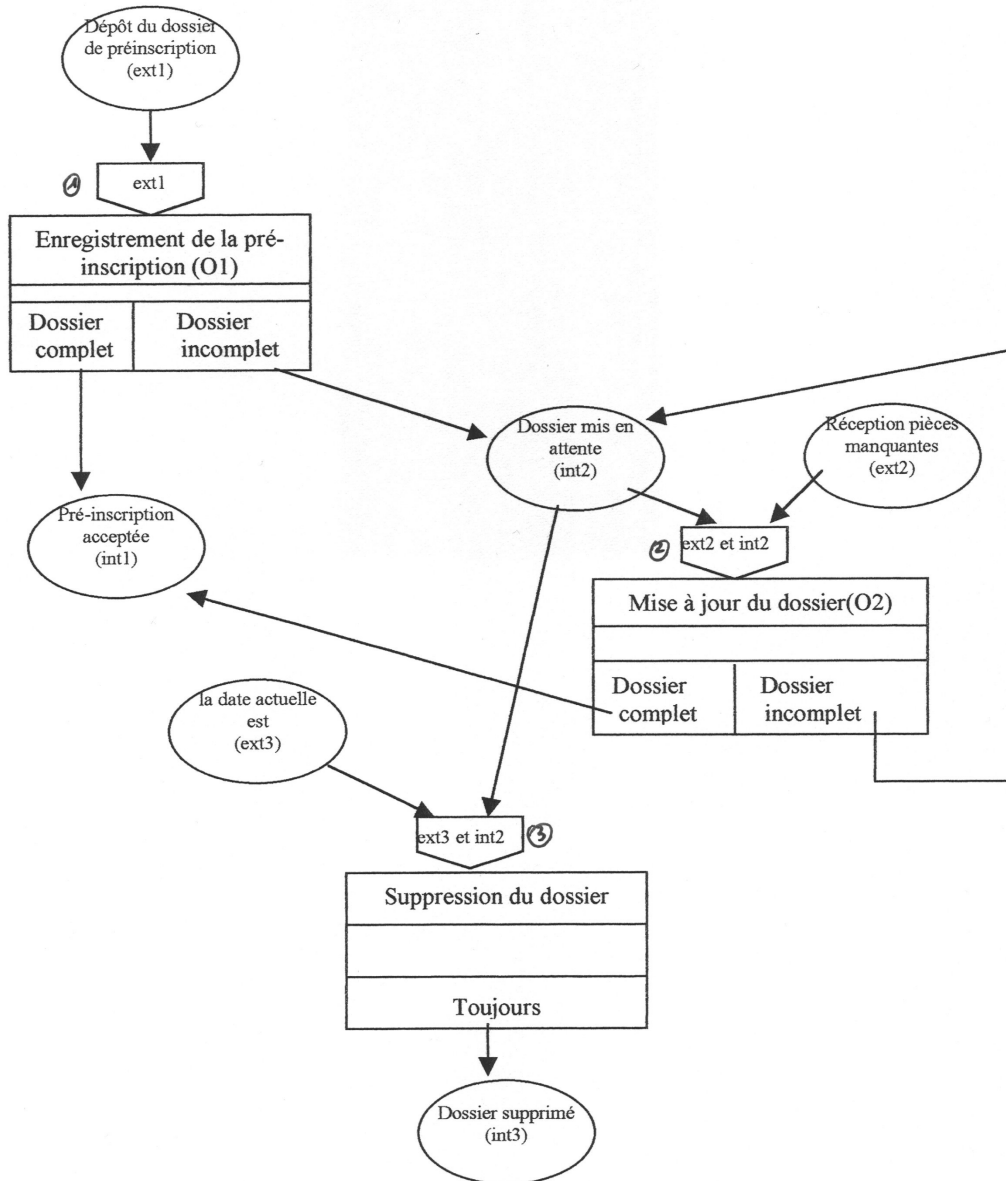 Dépôt du dossier
de préinscription
(ext1)
① ext1
Enregistrement de la pré-
inscription (O1)
Dossier
complet
Dossier
incomplet
Dossier mis en
attente
(int2)
Réception pièces
manquantes
(ext2)
Pré-inscription
acceptée
(int1)
② ext2 et int2
Mise à jour du dossier(O2)
Dossier
complet
Dossier
incomplet
la date actuelle
est
(ext3)
ext3 et int2 ③
Suppression du dossier
Toujours
Dossier supprimé
(int3)